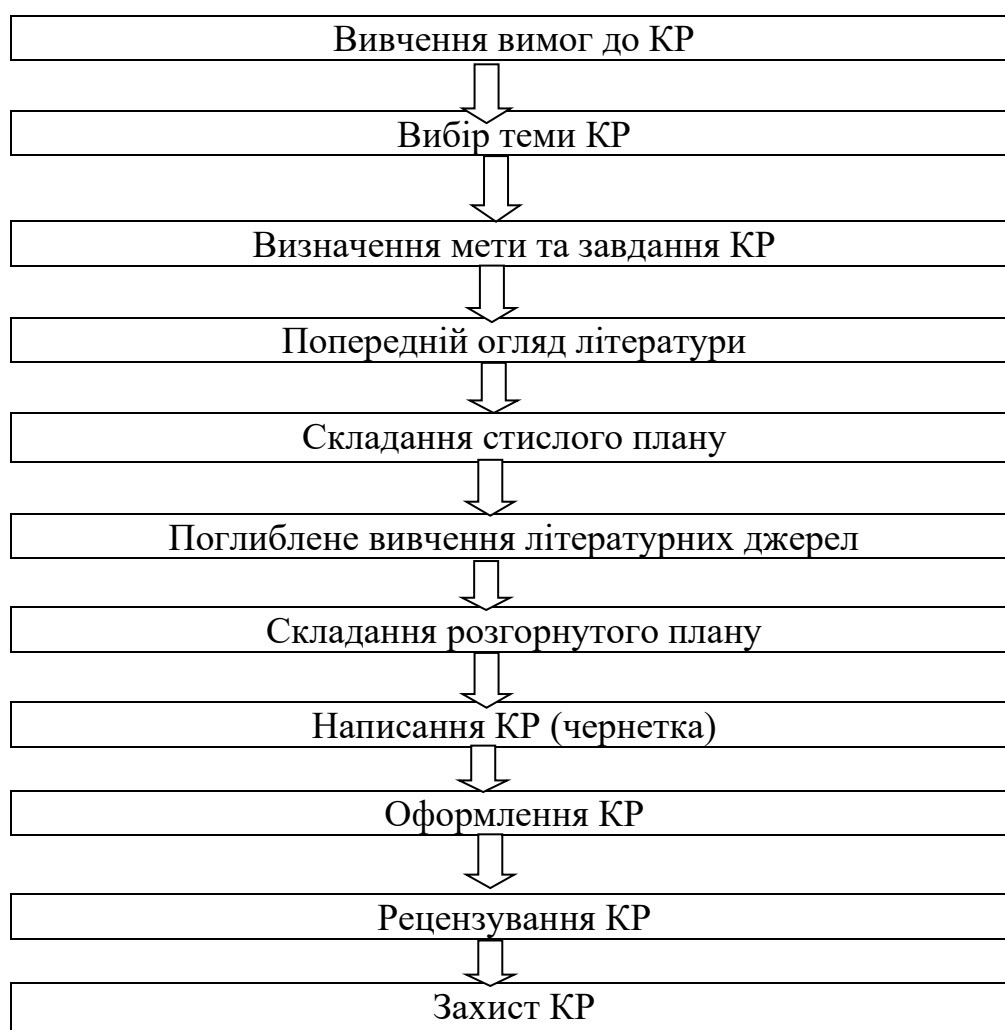 Вивчення вимог до КР
Вибір теми КР
Визначення мети та завдання КР
Попередній огляд літератури
Складання стислого плану
Поглиблене вивчення літературних джерел
Складання розгорнутого плану
Написання КР (чернетка)
Оформлення КР
Рецензування КР
Захист КР